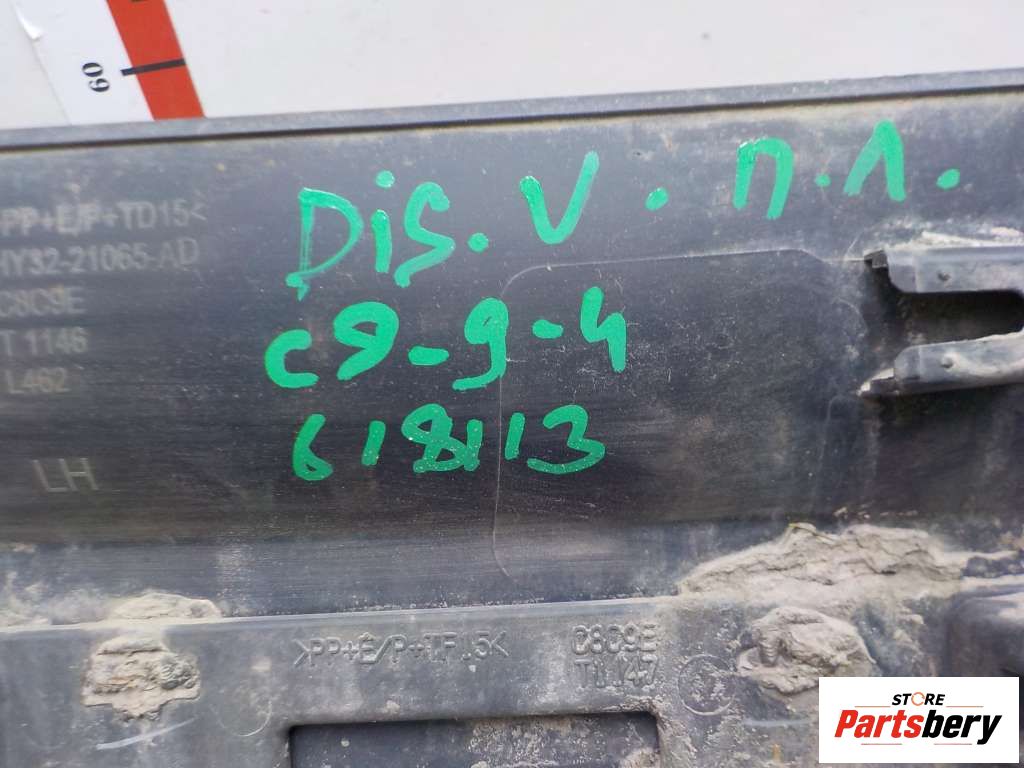 60
>PP+E/P+TD15<
HY32-21065-AD
C8C9E
T 1146
L462
LH
Dis. V. п.л.
c9-9-4
618113
>PP+E/P+TF15<
C8C9E
T1147
STORE
Partsbery